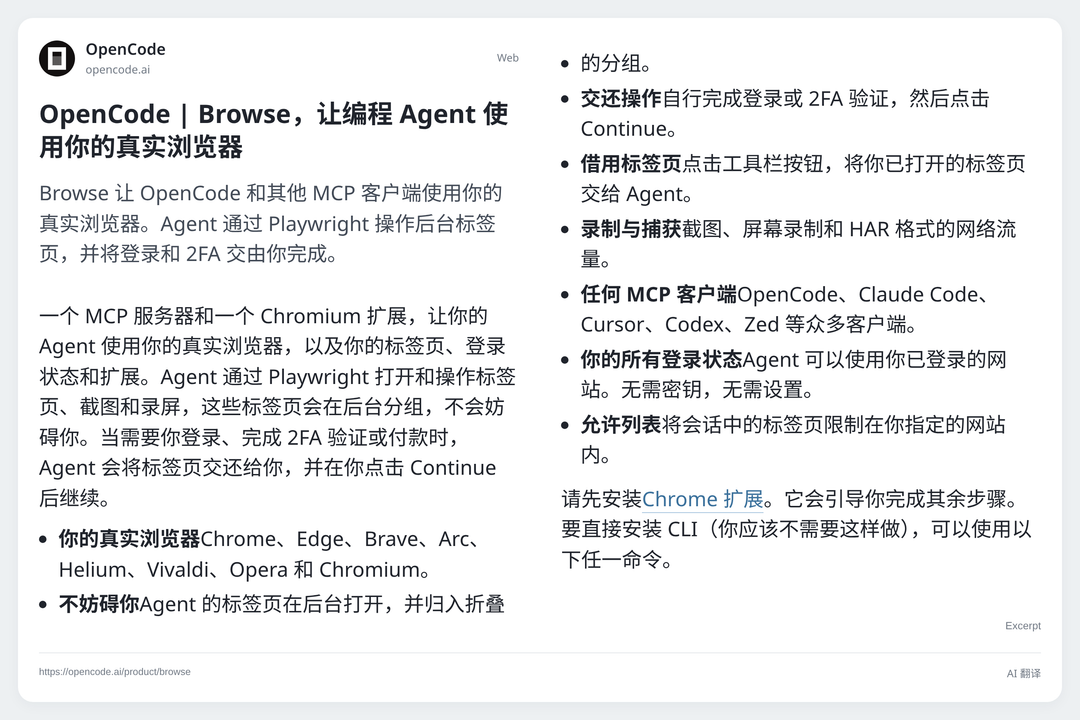 OpenCode
opencode.ai
Web
OpenCode | Browse，让编程 Agent 使
用你的真实浏览器
Browse 让 OpenCode 和其他 MCP 客户端使用你的
真实浏览器。Agent 通过 Playwright 操作后台标签
页，并将登录和 2FA 交由你完成。
一个 MCP 服务器和一个 Chromium 扩展，让你的
Agent 使用你的真实浏览器，以及你的标签页、登录
状态和扩展。Agent 通过 Playwright 打开和操作标签
页、截图和录屏，这些标签页会在后台分组，不会妨
碍你。当需要你登录、完成 2FA 验证或付款时，
Agent 会将标签页交还给你，并在你点击 Continue
后继续。
• 你的真实浏览器Chrome、Edge、Brave、Arc、
Helium、Vivaldi、Opera 和 Chromium。
• 不妨碍你Agent 的标签页在后台打开，并归入折叠
• 的分组。
• 交还操作自行完成登录或 2FA 验证，然后点击
Continue。
• 借用标签页点击工具栏按钮，将你已打开的标签页
交给 Agent。
• 录制与捕获截图、屏幕录制和 HAR 格式的网络流
量。
• 任何 MCP 客户端OpenCode、Claude Code、
Cursor、Codex、Zed 等众多客户端。
• 你的所有登录状态Agent 可以使用你已登录的网
站。无需密钥，无需设置。
• 允许列表将会话中的标签页限制在你指定的网站
内。
请先安装Chrome 扩展。它会引导你完成其余步骤。
要直接安装 CLI（你应该不需要这样做），可以使用以
下任一命令。
Excerpt
https://opencode.ai/product/browse
AI 翻译